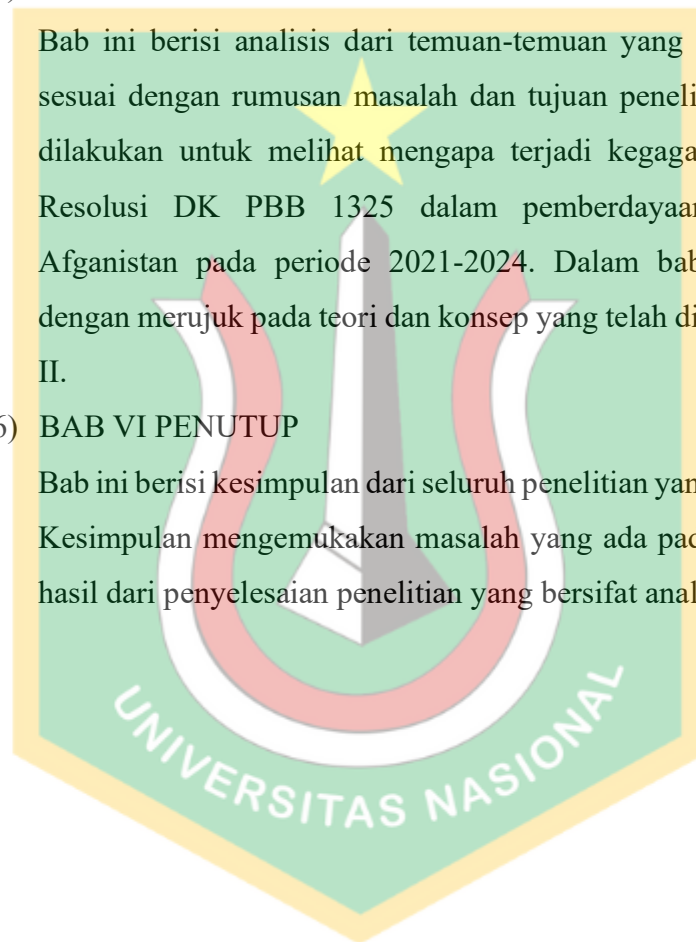 Bab ini berisi analisis dari temuan-temuan yang
sesuai dengan rumusan masalah dan tujuan peneli
dilakukan untuk melihat mengapa terjadi kegaga
Resolusi DK PBB 1325 dalam pemberdayaan
Afganistan pada periode 2021-2024. Dalam bab
dengan merujuk pada teori dan konsep yang telah di
II.
6) BAB VI PENUTUP
Bab ini berisi kesimpulan dari seluruh penelitian yan
Kesimpulan mengemukakan masalah yang ada pad
hasil dari penyelesaian penelitian yang bersifat anal
UNIVERSITAS NASIONAL